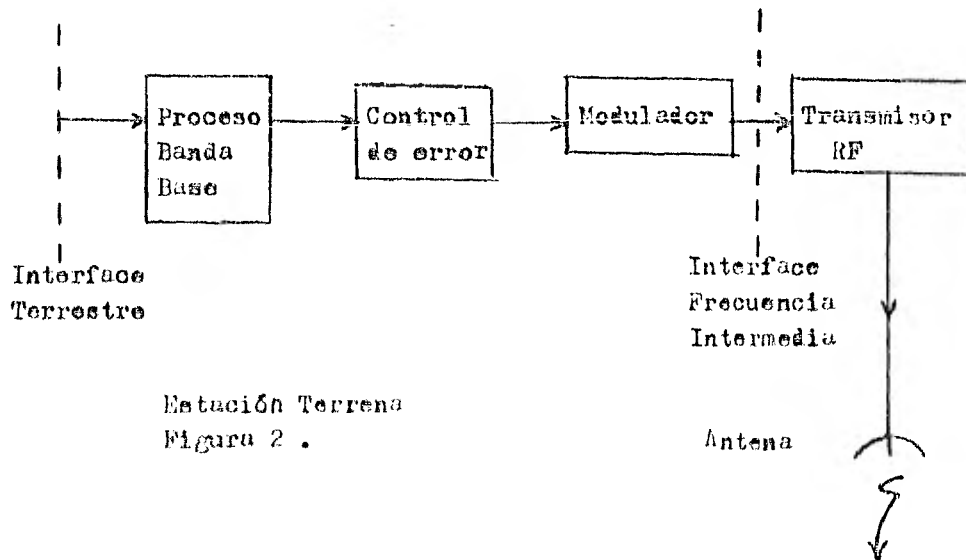 Proceso
Banda
Base
Control
de error
Modulador
Transmisor
RF
Interface
Terrestre
Interface
Frecuencia
Intermedia
Estación Terrena
Figura 2 .
Antena